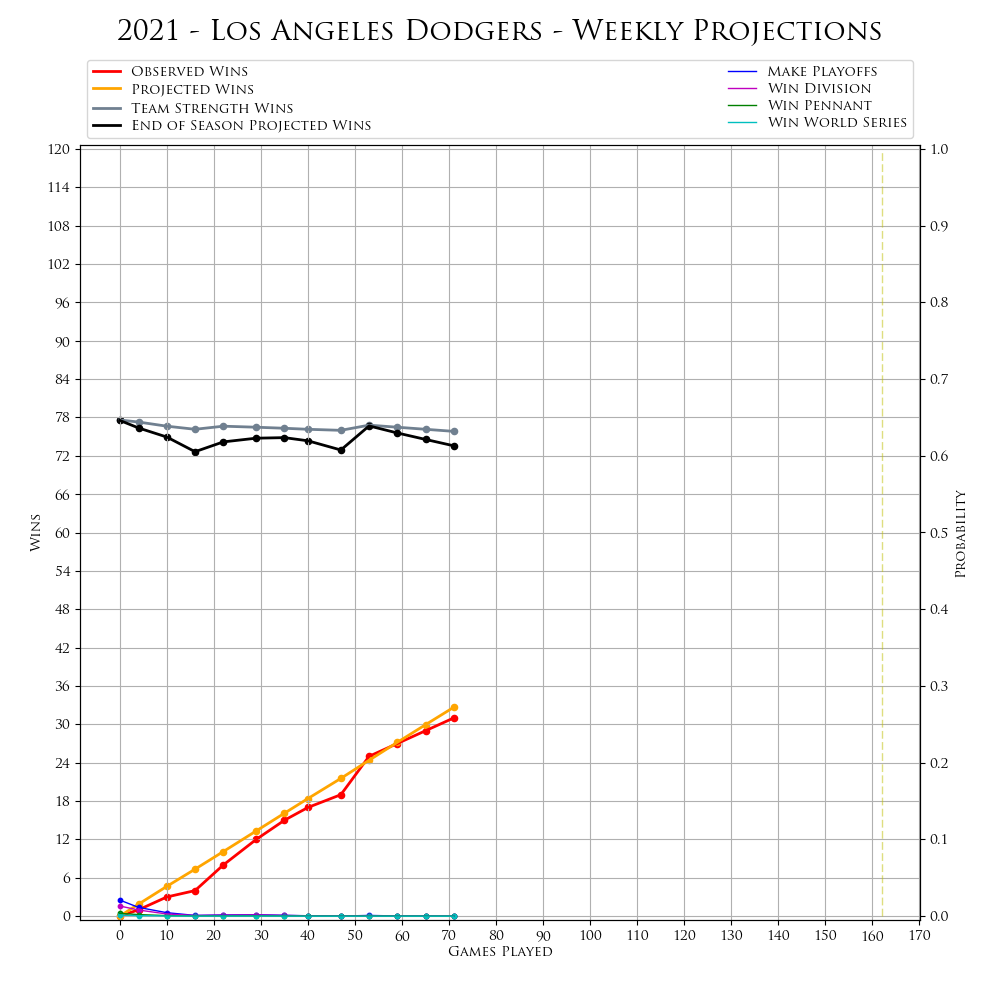 2021 - Los Angeles Dodgers - Weekly Projections
Observed Wins
Projected Wins
Team Strength Wins
End of Season Projected Wins
Make Playoffs
Win Division
Win Pennant
Win World Series
120
114
108
102
96
90
84
78
72
66
60
54
48
42
36
30
24
18
12
6
0
Wins
1.0
0.9
0.8
0.7
0.6
0.5
0.4
0.3
0.2
0.1
0.0
Probability
0 10 20 30 40 50 60 70 80 90 100 110 120 130 140 150 160 170
Games Played